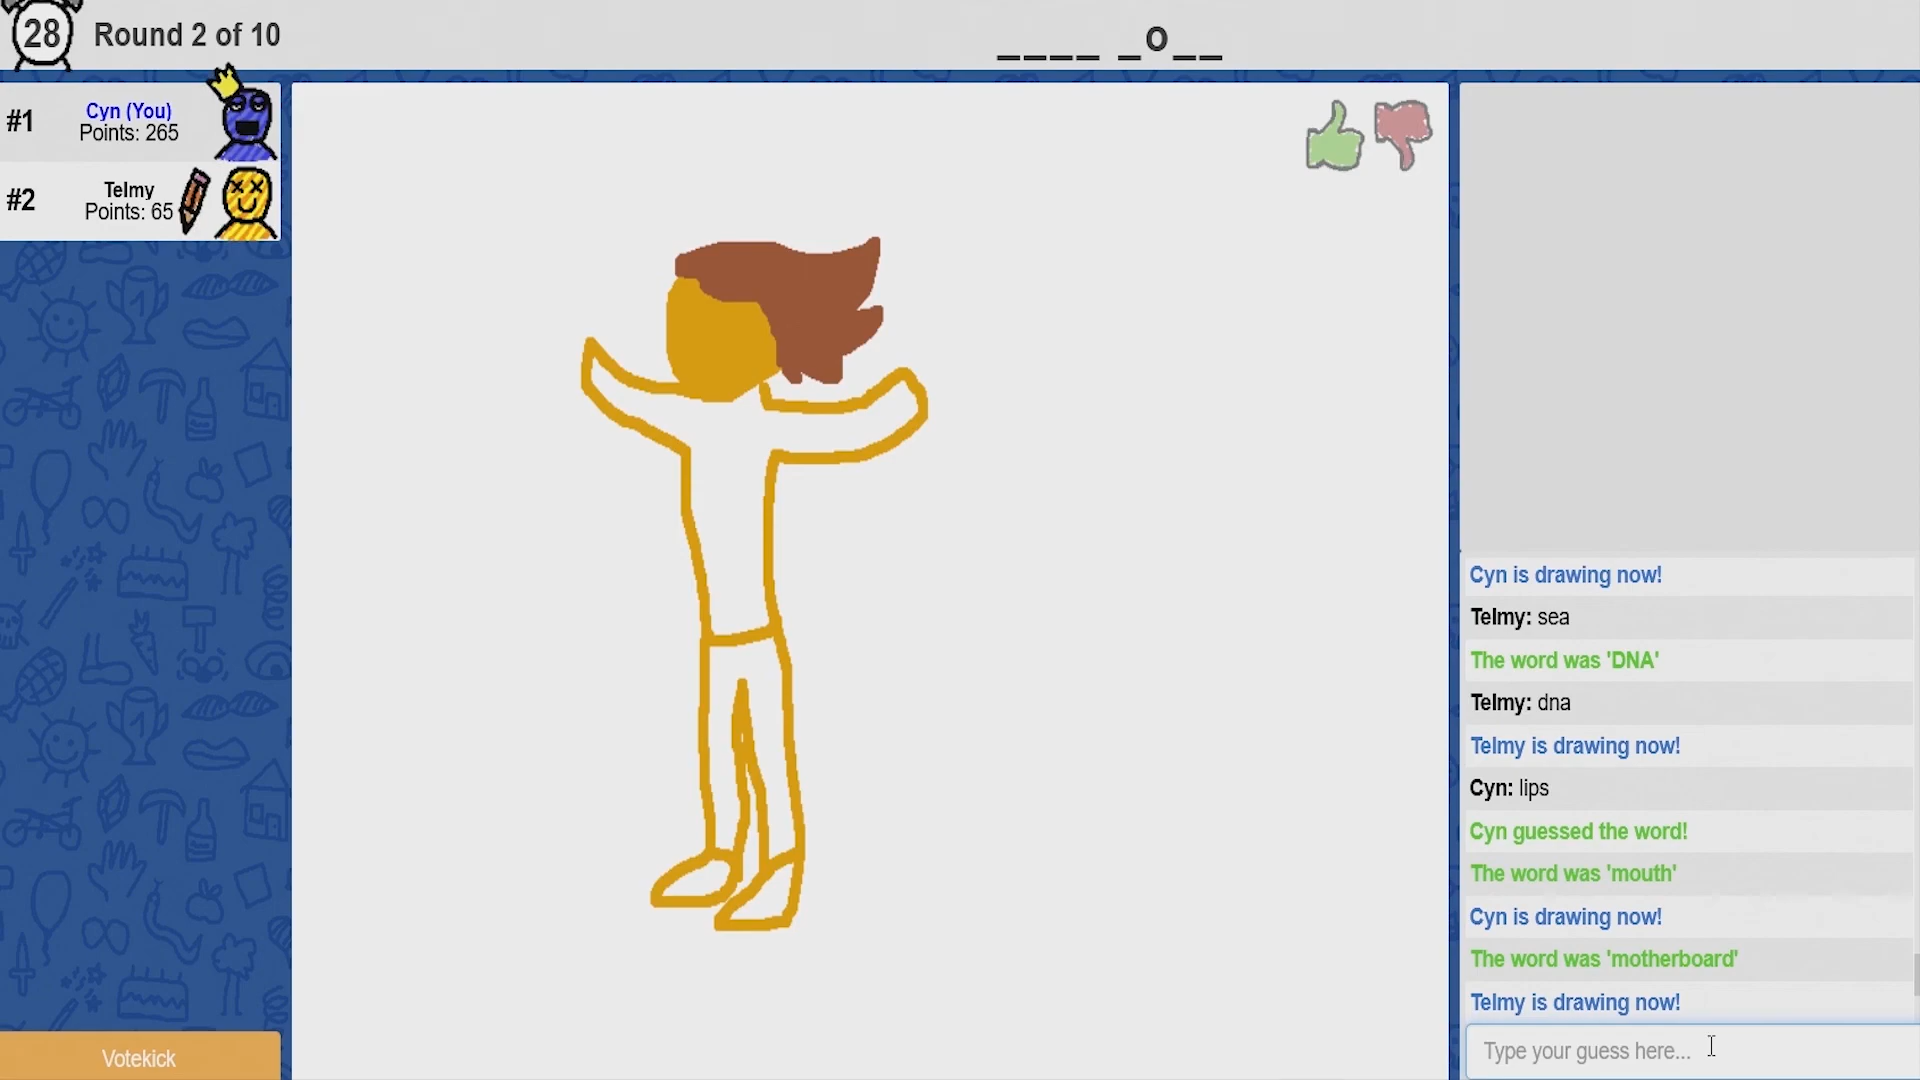 28
Round 2 of 10
____ _o__
#1
Cyn (You)
Points: 265
#2
Telmy
Points: 65
Cyn is drawing now!
Telmy: sea
The word was 'DNA'
Telmy: dna
Telmy is drawing now!
Cyn: lips
Cyn guessed the word!
The word was 'mouth'
Cyn is drawing now!
The word was 'motherboard'
Telmy is drawing now!
Type your guess here...
Votekick